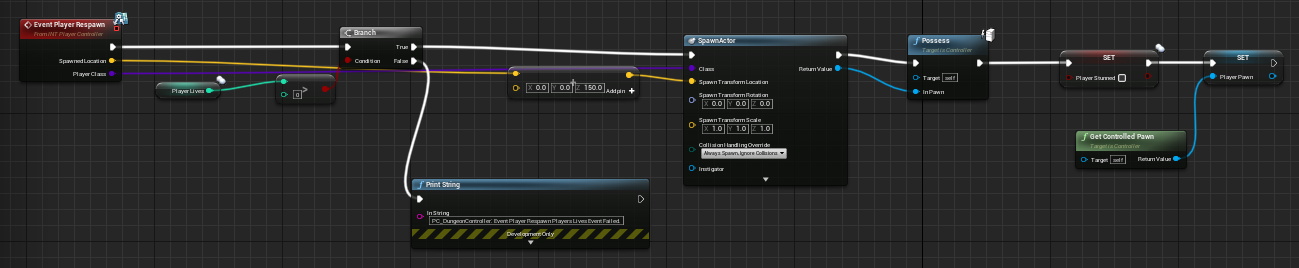 Event Player Respawn
From INT Player Controller
Spawned Location
Player Class
Player Lives
0
>
Branch
True
Condition
False
X 0.0 Y 0.0 Z 150.0
Add pin +
Print String
In String
PC_DungeonController: Event Player Respawn Players Lives Event Failed.
Development Only
SpawnActor
Class
Return Value
Spawn Transform Location
Spawn Transform Rotation
X 0.0 Y 0.0 Z 0.0
Spawn Transform Scale
X 1.0 Y 1.0 Z 1.0
Collision Handling Override
Always Spawn, Ignore Collisions
Instigator
f Possess
Target is Controller
Target self
In Pawn
SET
Player Stunned
SET
Player Pawn
f Get Controlled Pawn
Target is Controller
Target self
Return Value